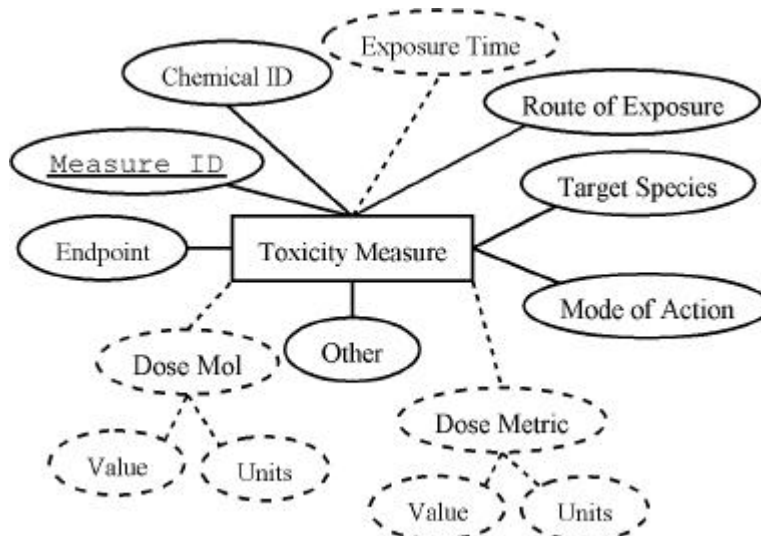 Exposure Time
Chemical ID
Route of Exposure
Measure ID
Target Species
Endpoint
Toxicity Measure
Mode of Action
Dose Mol
Other
Dose Metric
Value
Units
Value
Units